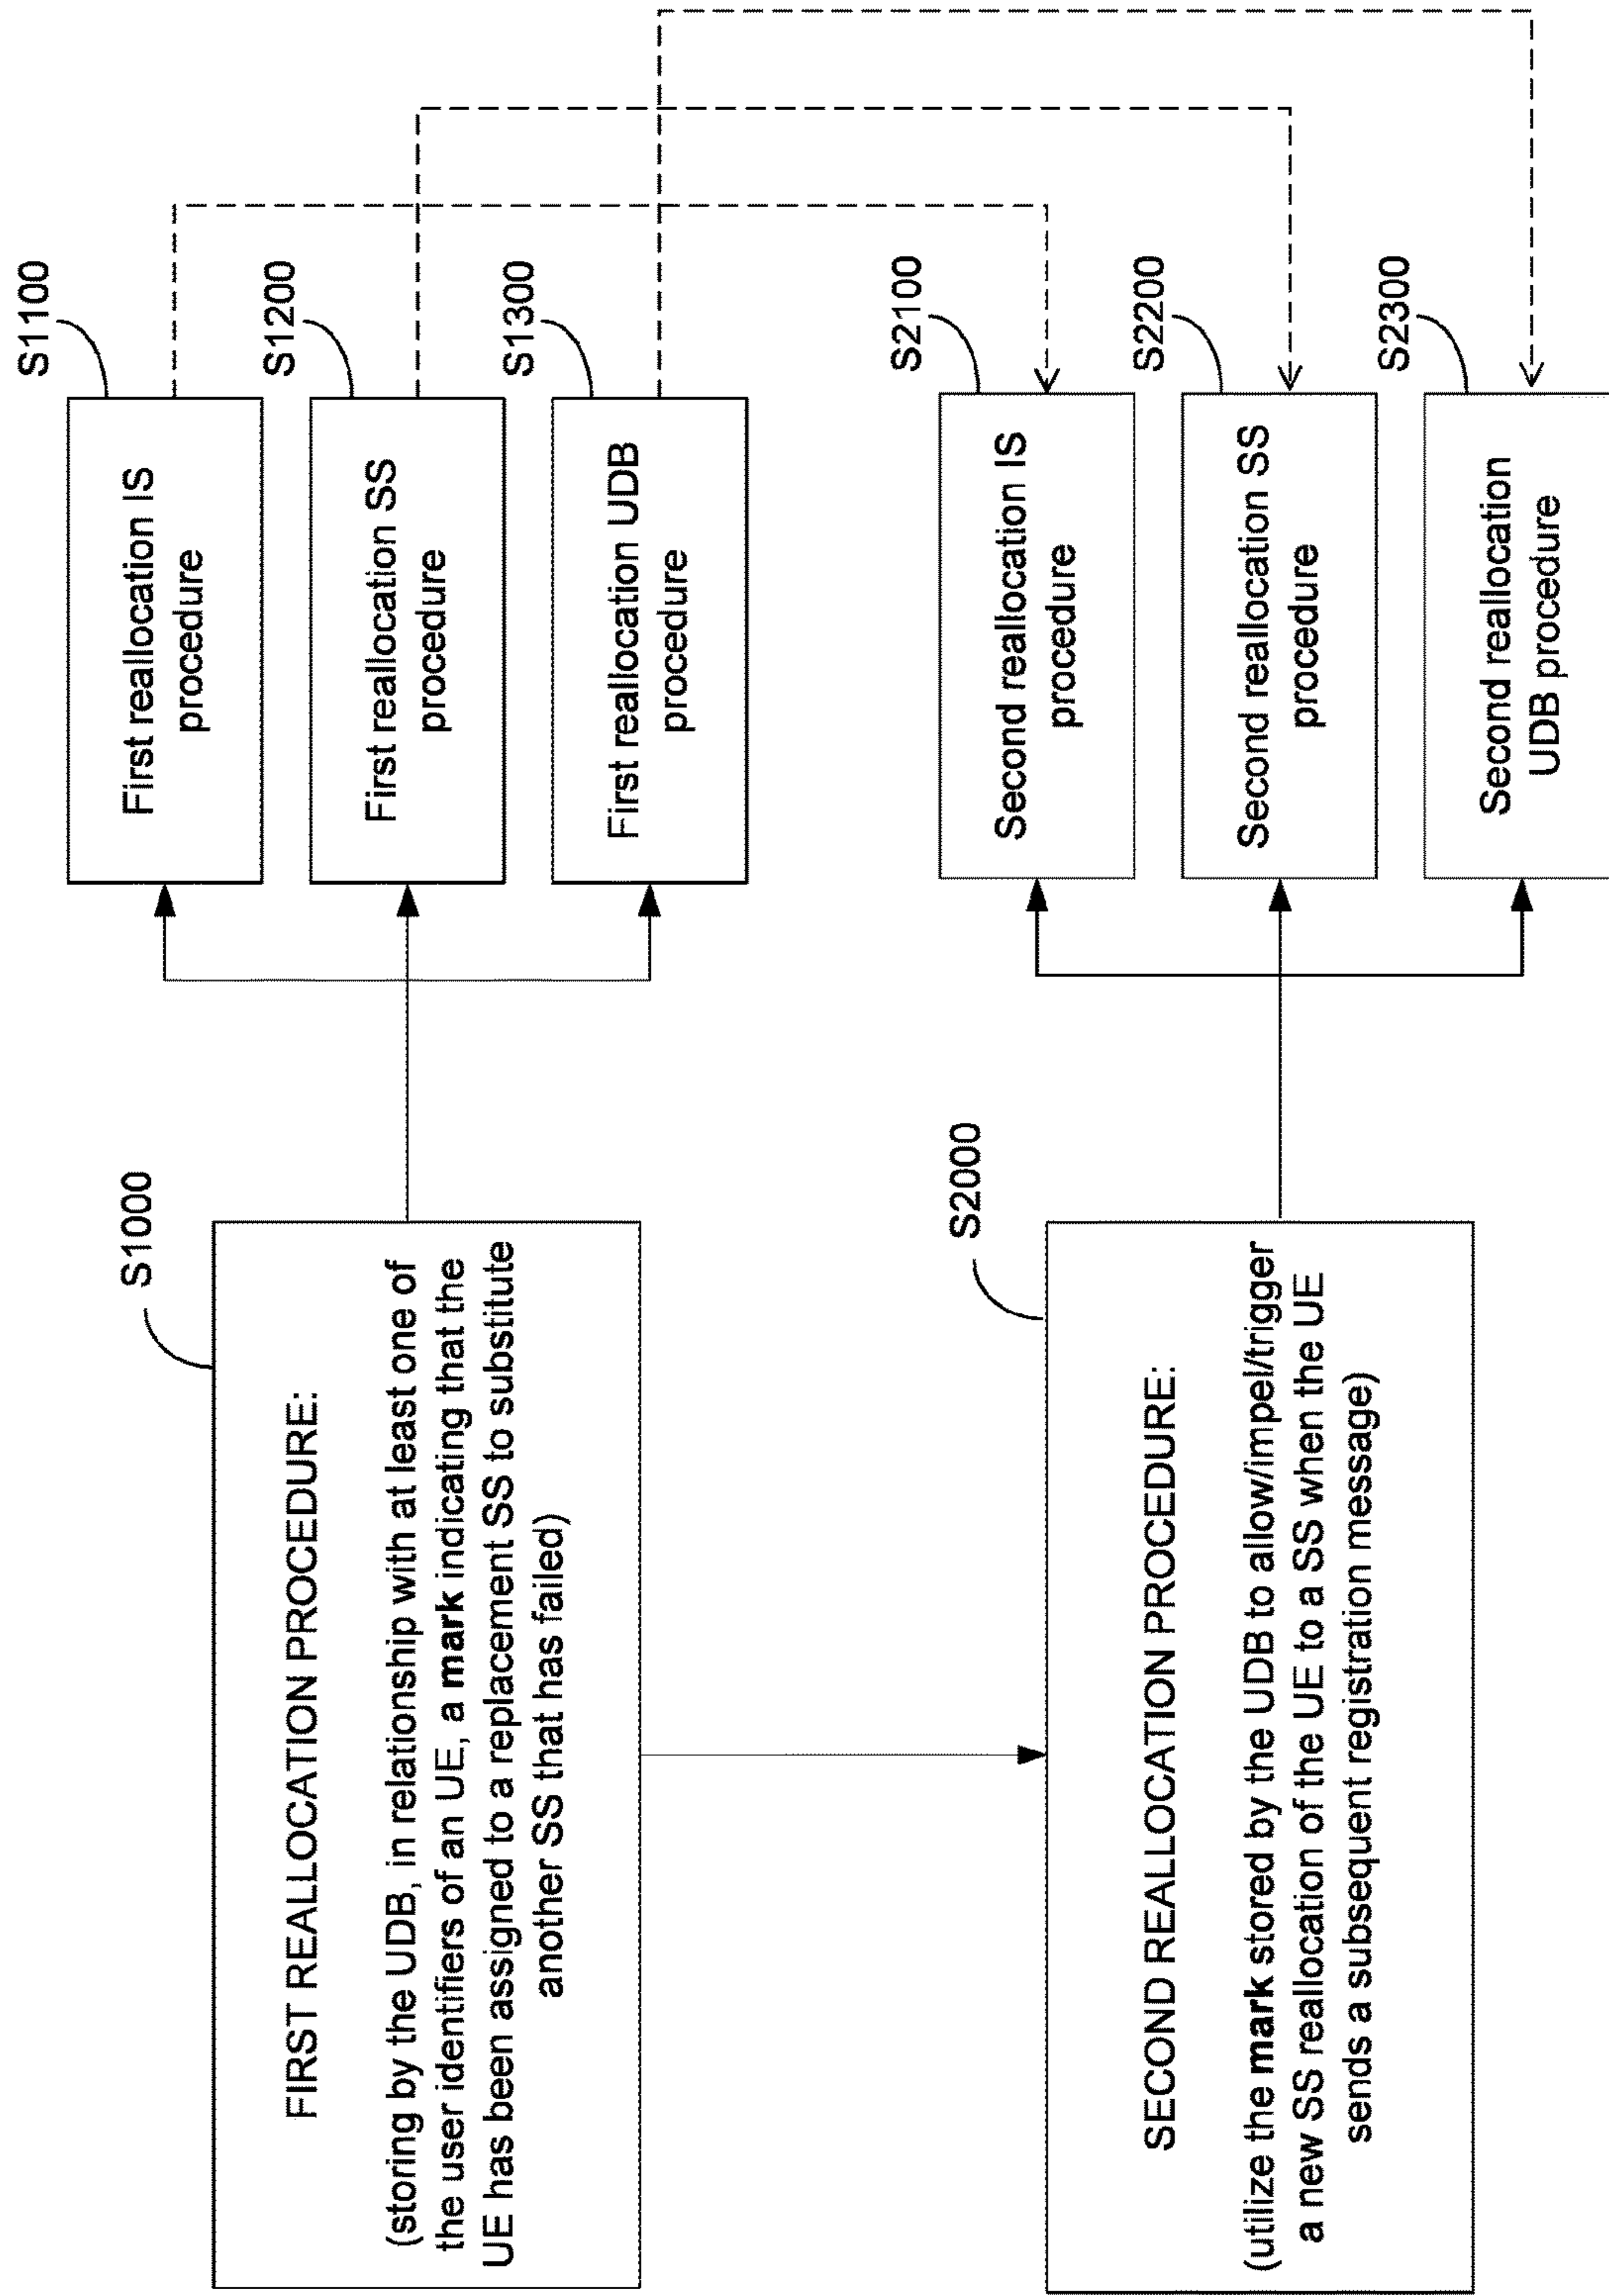 S1000
FIRST REALLOCATION PROCEDURE:
(storing by the UDB, in relationship with at least one of
the user identifiers of an UE, a mark indicating that the
UE has been assigned to a replacement SS to substitute
another SS that has failed)
S1100
First reallocation IS
procedure
S1200
First reallocation SS
procedure
S1300
First reallocation UDB
procedure
S2000
SECOND REALLOCATION PROCEDURE:
(utilize the mark stored by the UDB to allow/impel/trigger
a new SS reallocation of the UE to a SS when the UE
sends a subsequent registration message)
S2100
Second reallocation IS
procedure
S2200
Second reallocation SS
procedure
S2300
Second reallocation
UDB procedure